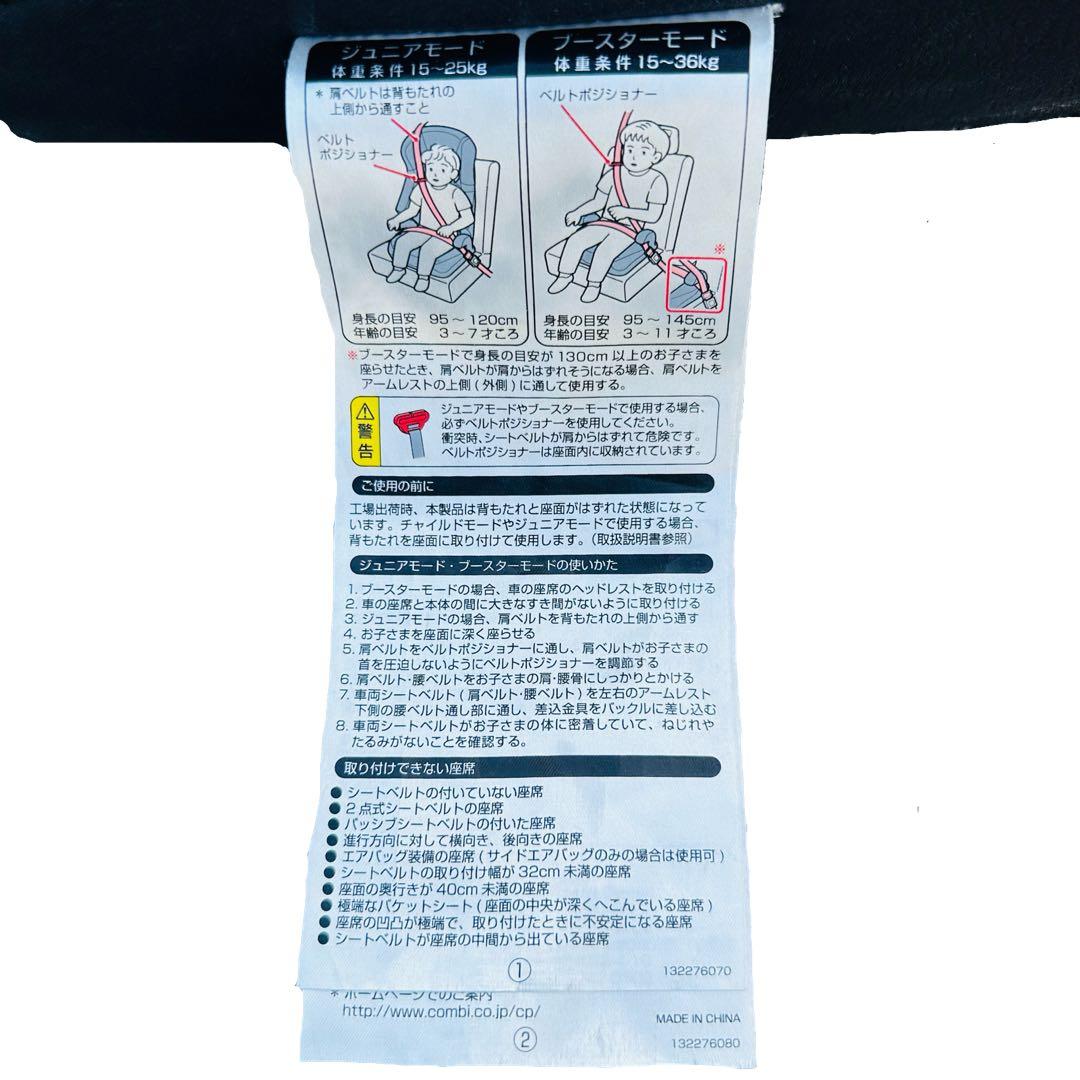 ジュニアモード
体重条件15〜25kg
＊肩ベルトは背もたれの
上側から通すこと
ベルト
ポジショナー
身長の目安 95〜120cm
年齢の目安 3〜7才ころ
ブースターモード
体重条件15〜36kg
ベルトポジショナー
※
身長の目安 95〜145cm
年齢の目安 3〜11才ころ
※ブースターモードで身長の目安が130cm以上のお子さまを
座らせたとき、肩ベルトが肩からはずれそうになる場合、肩ベルトを
アームレストの上側(外側)に通して使用する。
警告
ジュニアモードやブースターモードで使用する場合、
必ずベルトポジショナーを使用してください。
衝突時、シートベルトが肩からはずれて危険です。
ベルトポジショナーは座面内に収納されています。
ご使用の前に
工場出荷時、本製品は背もたれと座面がはずれた状態になって
います。チャイルドモードやジュニアモードで使用する場合、
背もたれを座面に取り付けて使用します。(取扱説明書参照)
ジュニアモード・ブースターモードの使いかた
1. ブースターモードの場合、車の座席のヘッドレストを取り付ける
2. 車の座席と本体の間に大きなすき間がないように取り付ける
3. ジュニアモードの場合、肩ベルトを背もたれの上側から通す
4. お子さまを座面に深く座らせる
5. 肩ベルトをベルトポジショナーに通し、肩ベルトがお子さまの
首を圧迫しないようにベルトポジショナーを調節する
6. 肩ベルト・腰ベルトをお子さまの肩・腰骨にしっかりとかける
7. 車両シートベルト(肩ベルト・腰ベルト)を左右のアームレスト
下側の腰ベルト通し部に通し、差込金具をバックルに差し込む
8. 車両シートベルトがお子さまの体に密着していて、ねじれや
たるみがないことを確認する。
取り付けできない座席
●シートベルトの付いていない座席
●2点式シートベルトの座席
●パッシブシートベルトの付いた座席
●進行方向に対して横向き、後向きの座席
●エアバッグ装備の座席(サイドエアバッグのみの場合は使用可)
●シートベルトの取り付け幅が32cm未満の座席
●座面の奥行きが40cm未満の座席
●極端なバケットシート(座面の中央が深くへこんでいる座席)
●座席の凹凸が極端で、取り付けたときに不安定になる座席
●シートベルトが座席の中間から出ている座席
① 132276070
＊ホームページでのご案内
http://www.combi.co.jp/cp/
MADE IN CHINA
② 132276080